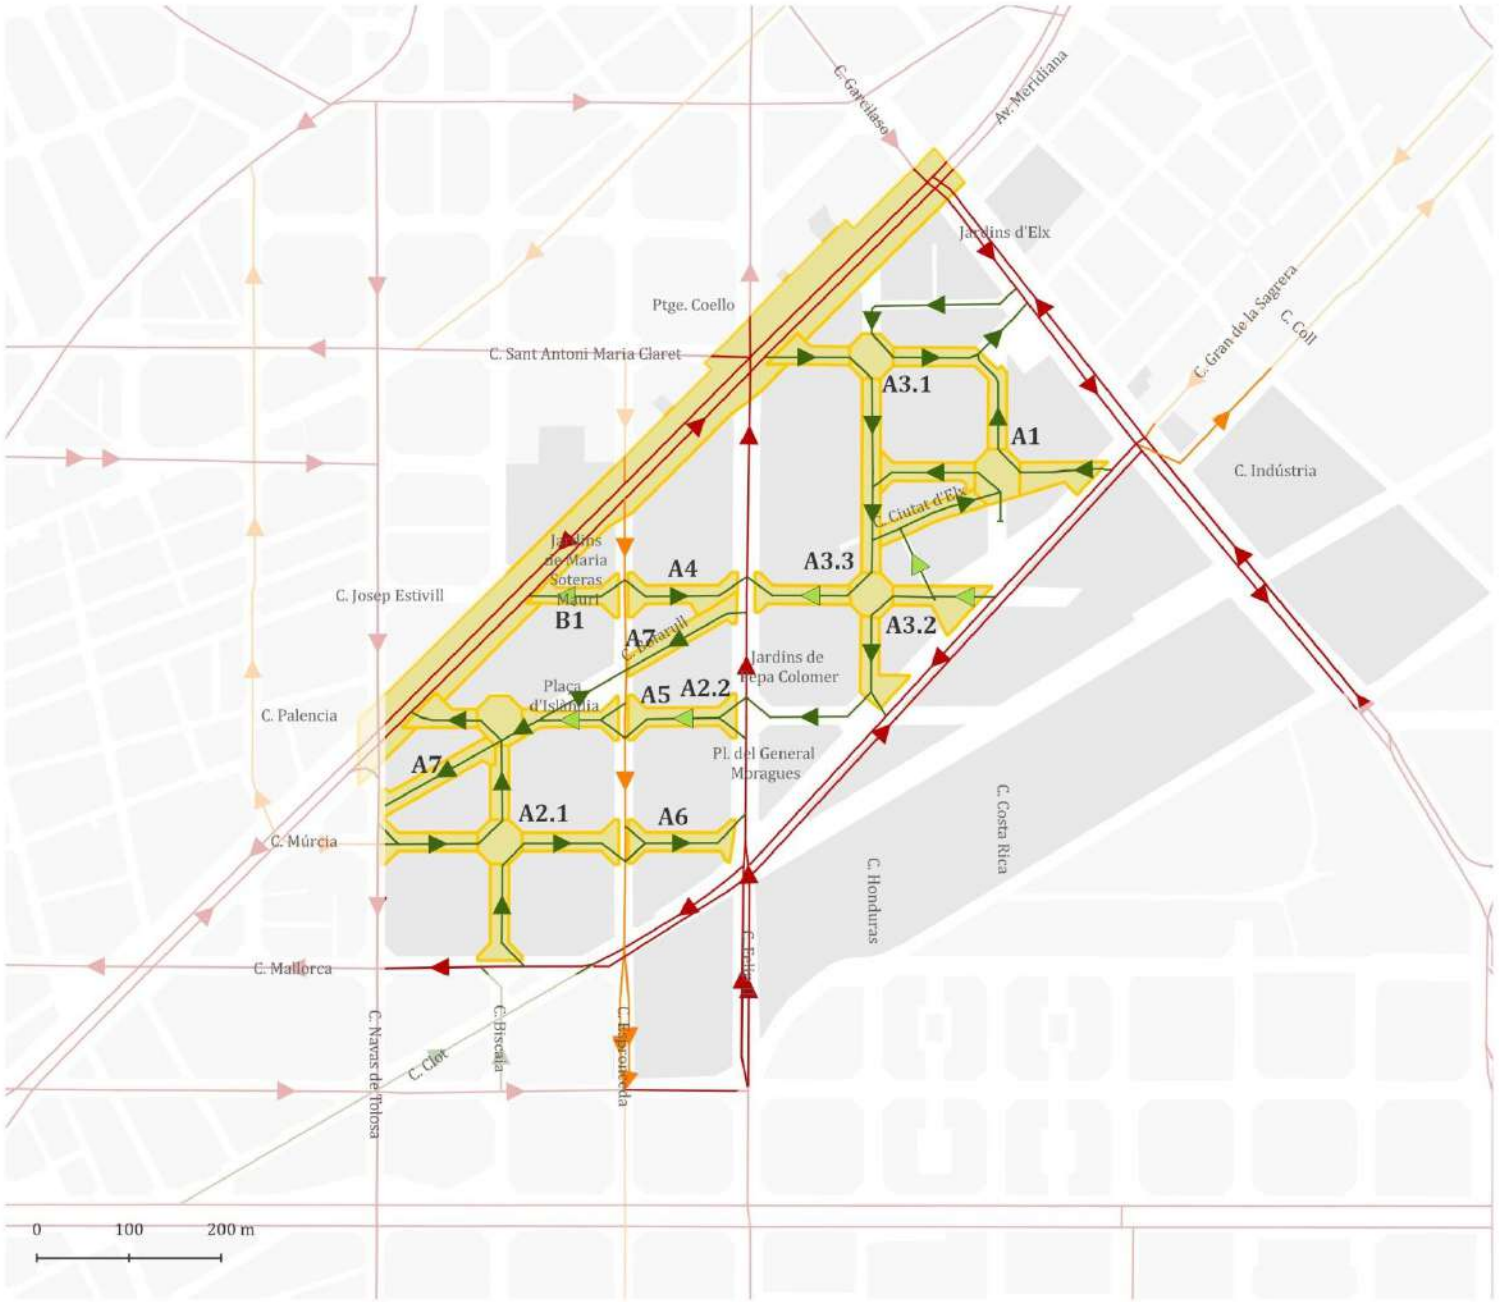 C. Garcilaso
Av. Meridiana
Jardins d'Elx
C. Gran de la Sagrera
C. Coll
Ptge. Coello
C. Sant Antoni Maria Claret
A3.1
A1
C. Indústria
C. Ciutat d'Elx
Jardins
de Maria
Soteras
Mauri
A4
A3.3
C. Josep Estivill
B1
A7
C. Bofarull
A3.2
Jardins de
Pepa Colomer
Plaça
d'Islàndia
A5
A2.2
C. Palencia
A7
Pl. del General
Moragues
A2.1
A6
C. Múrcia
C. Costa Rica
C. Honduras
C. Mallorca
C. Navas de Tolosa
C. Clot
C. Biscaia
C. Espronceda
0 100 200 m